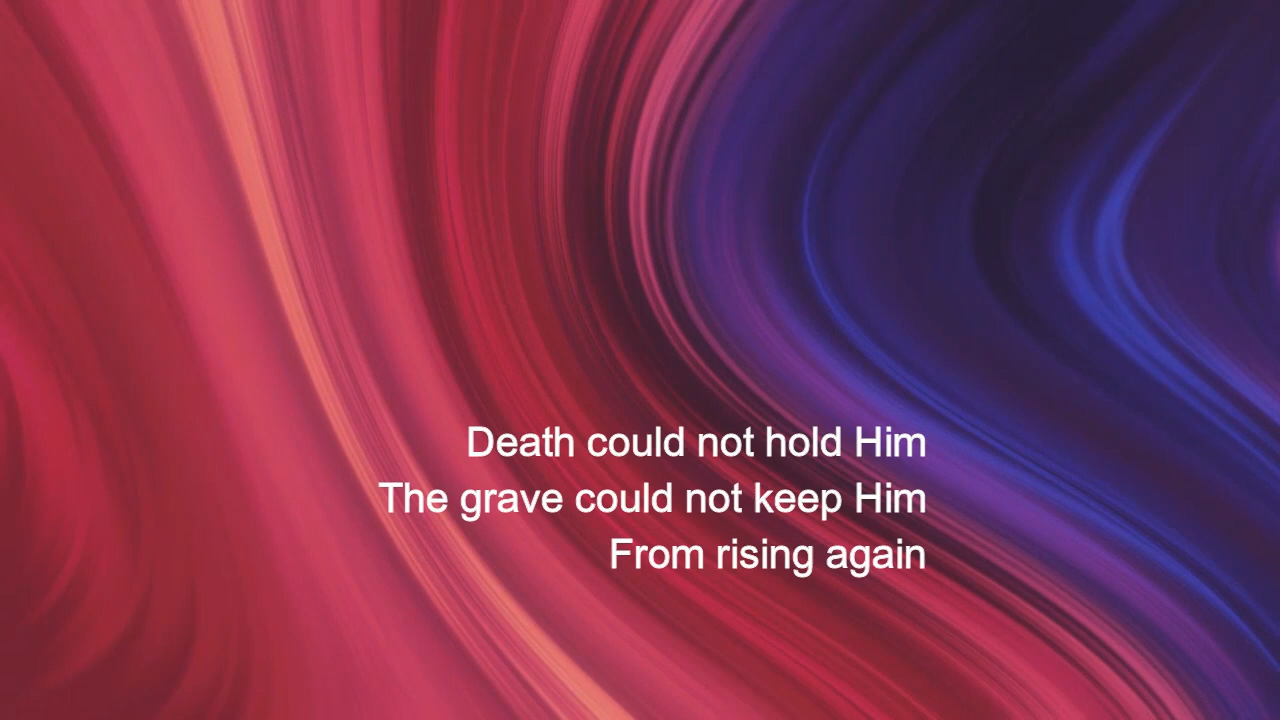 Death could not hold Him
The grave could not keep Him
From rising again